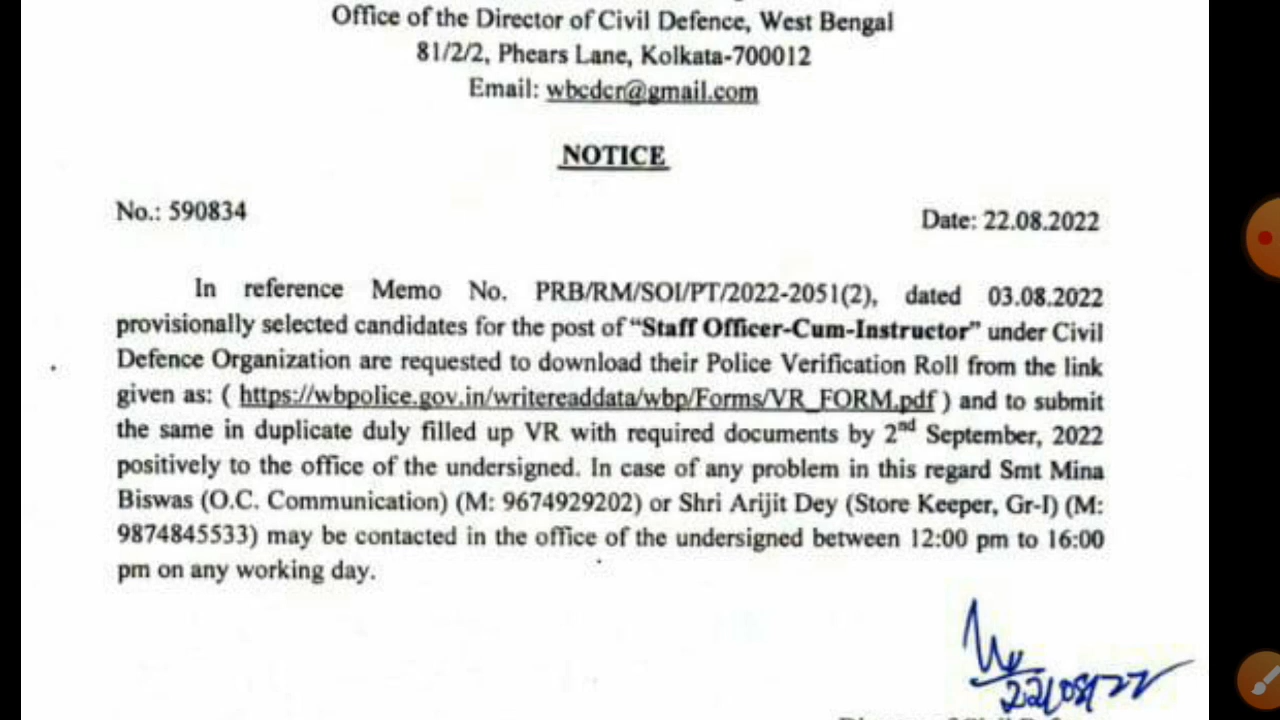 Office of the Director of Civil Defence, West Bengal
81/2/2, Phears Lane, Kolkata-700012
Email: wbcdcr@gmail.com
NOTICE
No.: 590834
Date: 22.08.2022
In reference Memo No. PRB/RM/SOI/PT/2022-2051(2), dated 03.08.2022
provisionally selected candidates for the post of “Staff Officer-Cum-Instructor” under Civil
Defence Organization are requested to download their Police Verification Roll from the link
given as: ( https://wbpolice.gov.in/writereaddata/wbp/Forms/VR_FORM.pdf ) and to submit
the same in duplicate duly filled up VR with required documents by 2nd September, 2022
positively to the office of the undersigned. In case of any problem in this regard Smt Mina
Biswas (O.C. Communication) (M: 9674929202) or Shri Arijit Dey (Store Keeper, Gr-I) (M:
9874845533) may be contacted in the office of the undersigned between 12:00 pm to 16:00
pm on any working day.
22/08/22